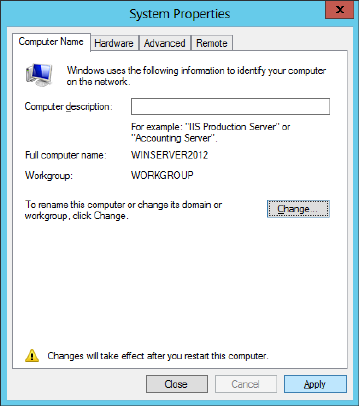 System Properties
x
Computer Name Hardware Advanced Remote
Windows uses the following information to identify your computer
on the network.
Computer description:
For example: "IIS Production Server" or
"Accounting Server".
Full computer name: WINSERVER2012
Workgroup: WORKGROUP
To rename this computer or change its domain or
workgroup, click Change.
Change...
Changes will take effect after you restart this computer.
Close Cancel Apply